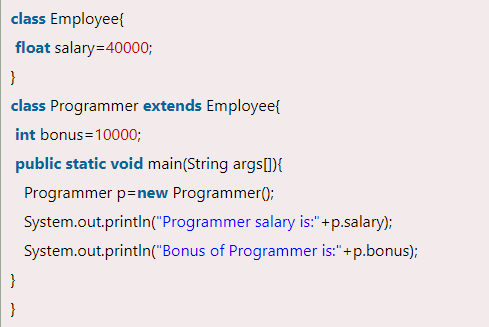 class Employee{
float salary=40000;
}
class Programmer extends Employee{
int bonus=10000;
public static void main(String args[]){
Programmer p=new Programmer();
System.out.println("Programmer salary is:"+p.salary);
System.out.println("Bonus of Programmer is:"+p.bonus);
}
}